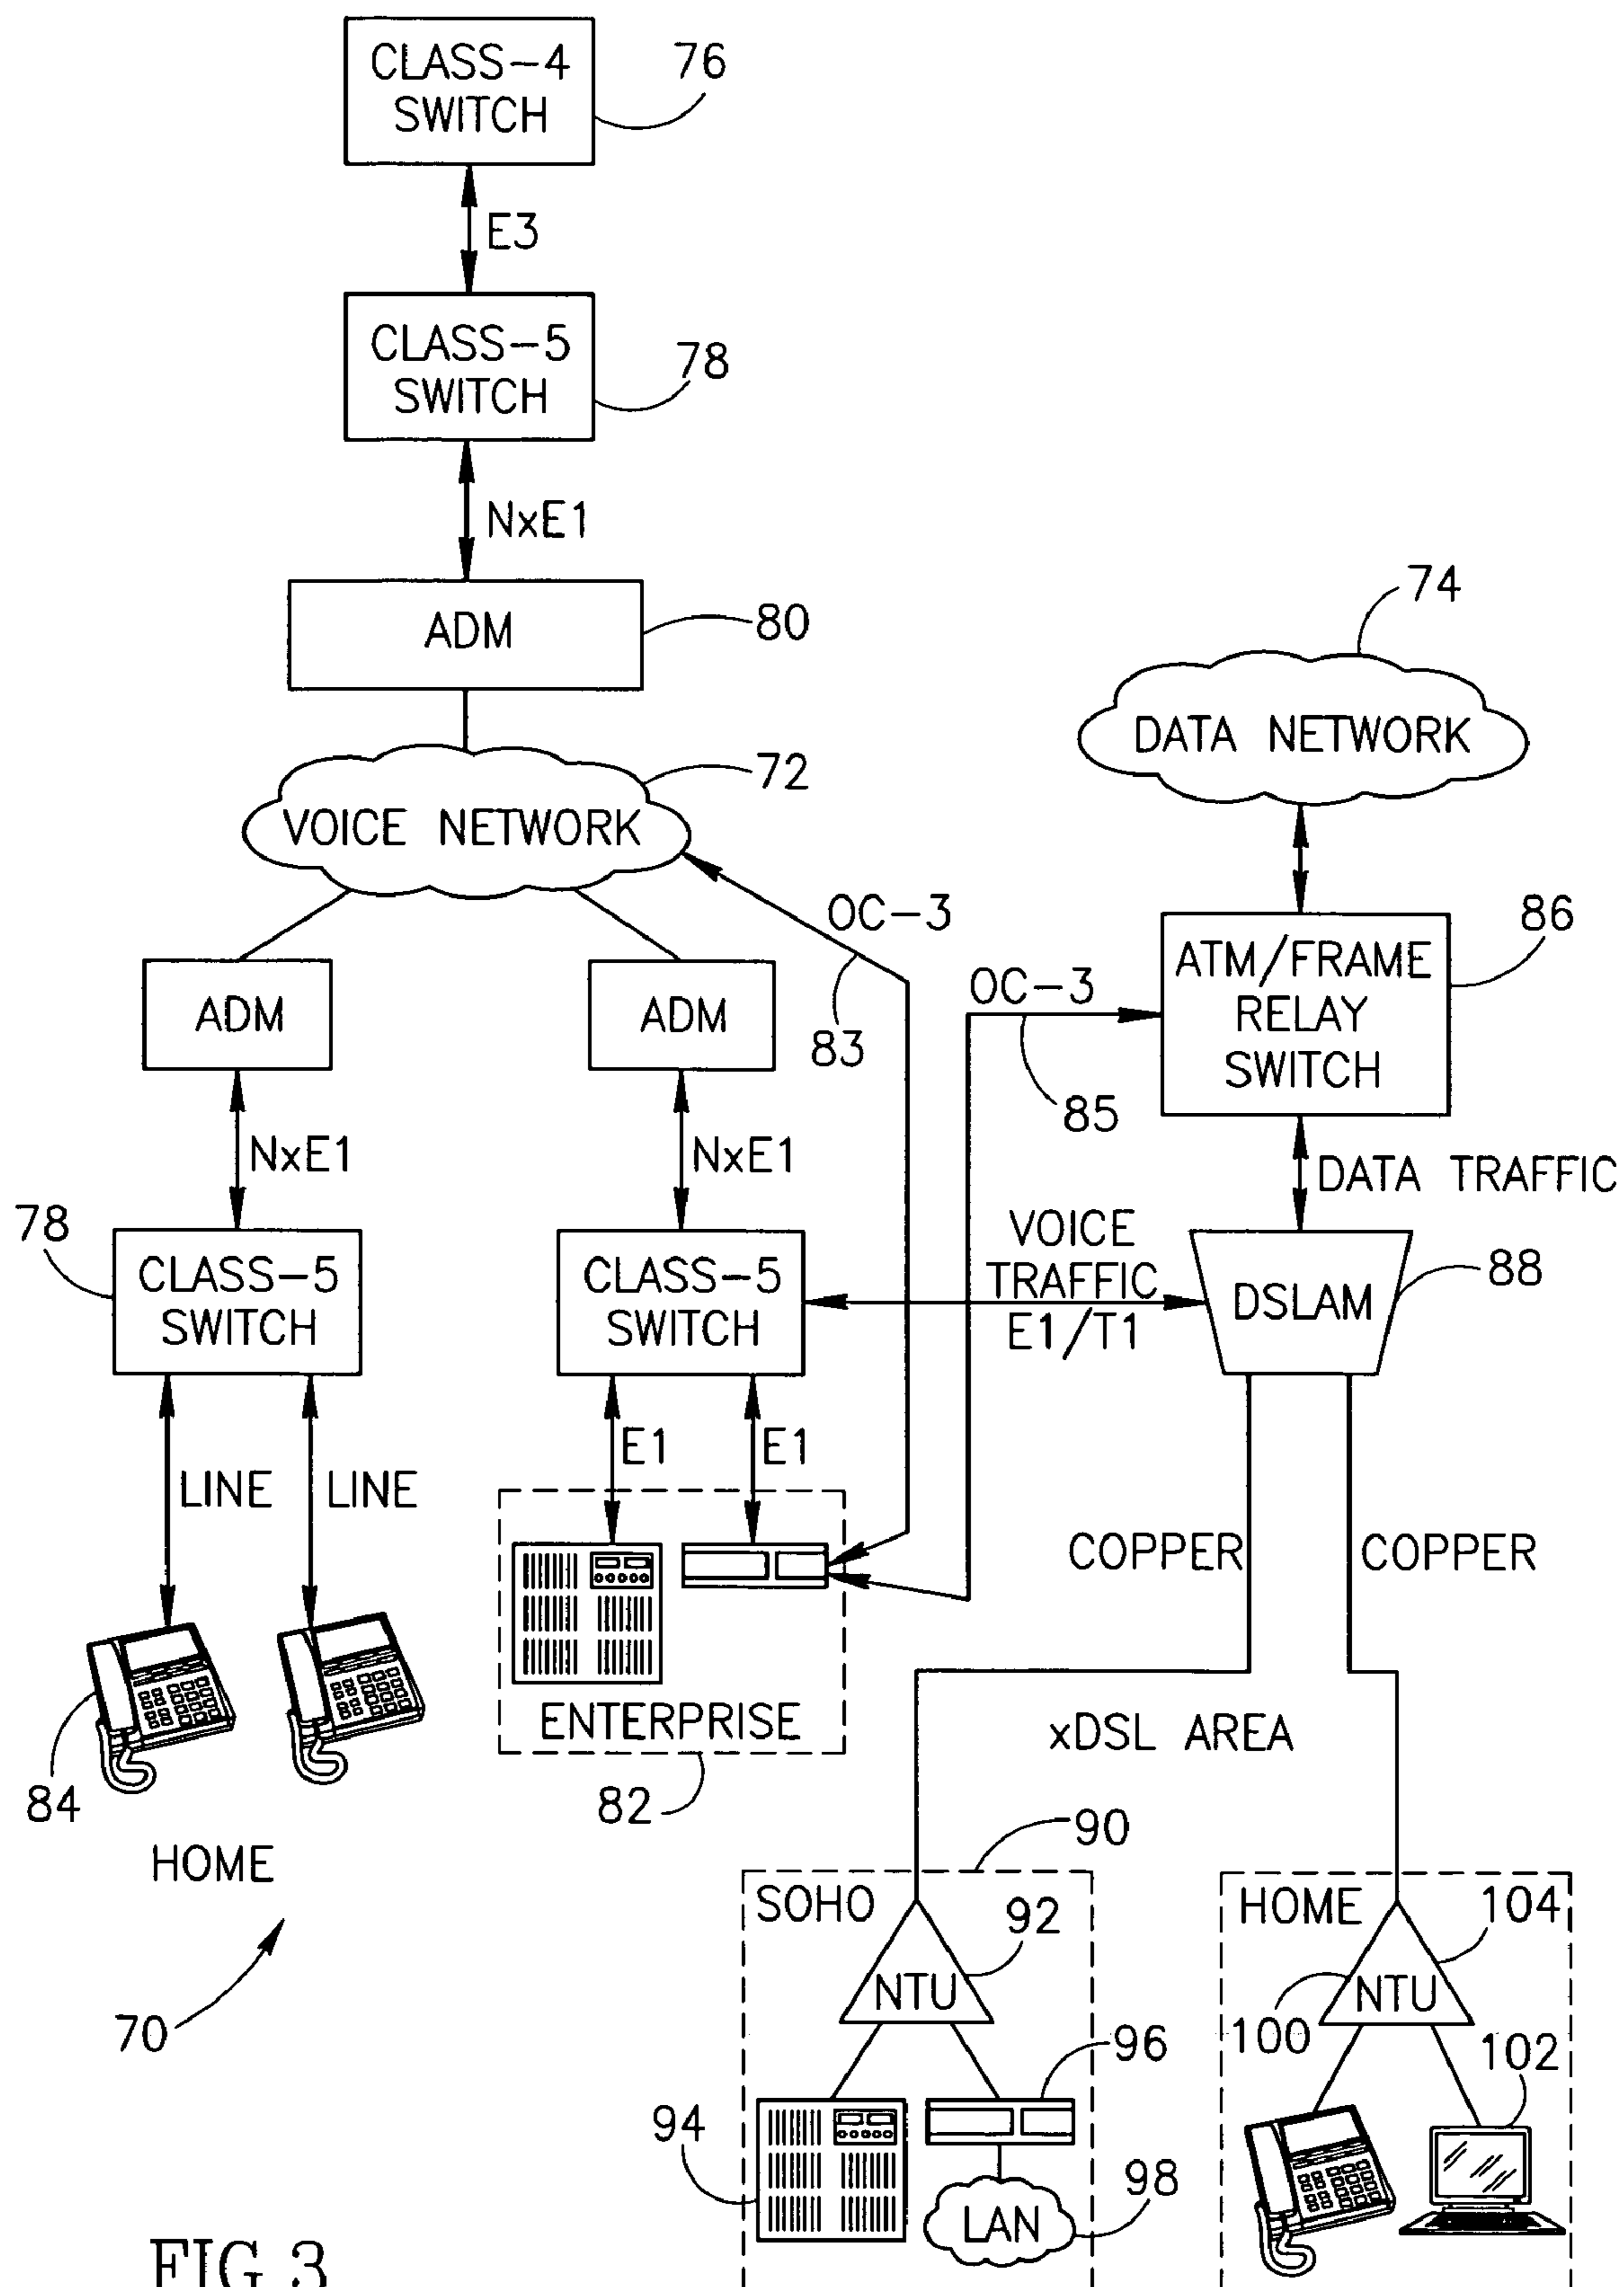 CLASS-4
SWITCH
76
E3
CLASS-5
SWITCH
78
NxE1
ADM
80
74
DATA NETWORK
72
VOICE NETWORK
OC-3
83
86
ATM/FRAME
RELAY
SWITCH
OC-3
85
ADM
ADM
NxE1
NxE1
DATA TRAFFIC
78
CLASS-5
SWITCH
CLASS-5
SWITCH
VOICE
TRAFFIC
E1/T1
DSLAM
88
LINE
LINE
E1
E1
COPPER
COPPER
ENTERPRISE
82
xDSL AREA
84
HOME
70
90
SOHO
92
NTU
HOME
104
NTU
100
102
96
94
98
LAN
FIG.3